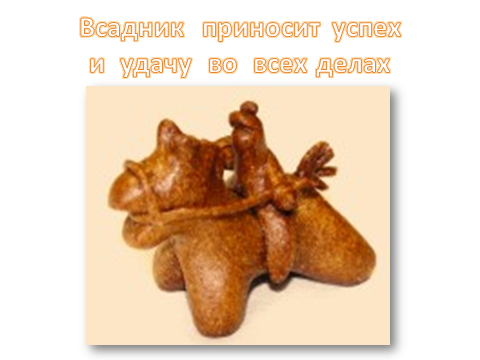 Всадник приносит успех
и удачу во всех делах